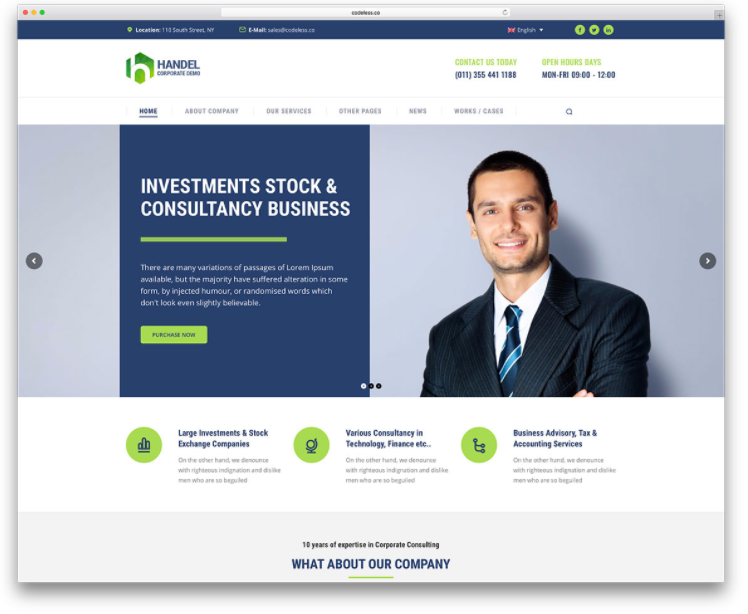 codeless.co
Location: 110 South Street, NY
E-Mail: sales@codeless.co
English
HANDEL
CORPORATE DEMO
CONTACT US TODAY
(011) 355 441 1188
OPEN HOURS DAYS
MON-FRI 09:00 - 12:00
HOME
ABOUT COMPANY
OUR SERVICES
OTHER PAGES
NEWS
WORKS / CASES
INVESTMENTS STOCK &
CONSULTANCY BUSINESS
There are many variations of passages of Lorem Ipsum
available, but the majority have suffered alteration in some
form, by injected humour, or randomised words which
don't look even slightly believable.
PURCHASE NOW
Large Investments & Stock
Exchange Companies
On the other hand, we denounce
with righteous indignation and dislike
men who are so beguiled
Various Consultancy in
Technology, Finance etc..
On the other hand, we denounce
with righteous indignation and dislike
men who are so beguiled
Business Advisory, Tax &
Accounting Services
On the other hand, we denounce
with righteous indignation and dislike
men who are so beguiled
10 years of expertise in Corporate Consulting
WHAT ABOUT OUR COMPANY